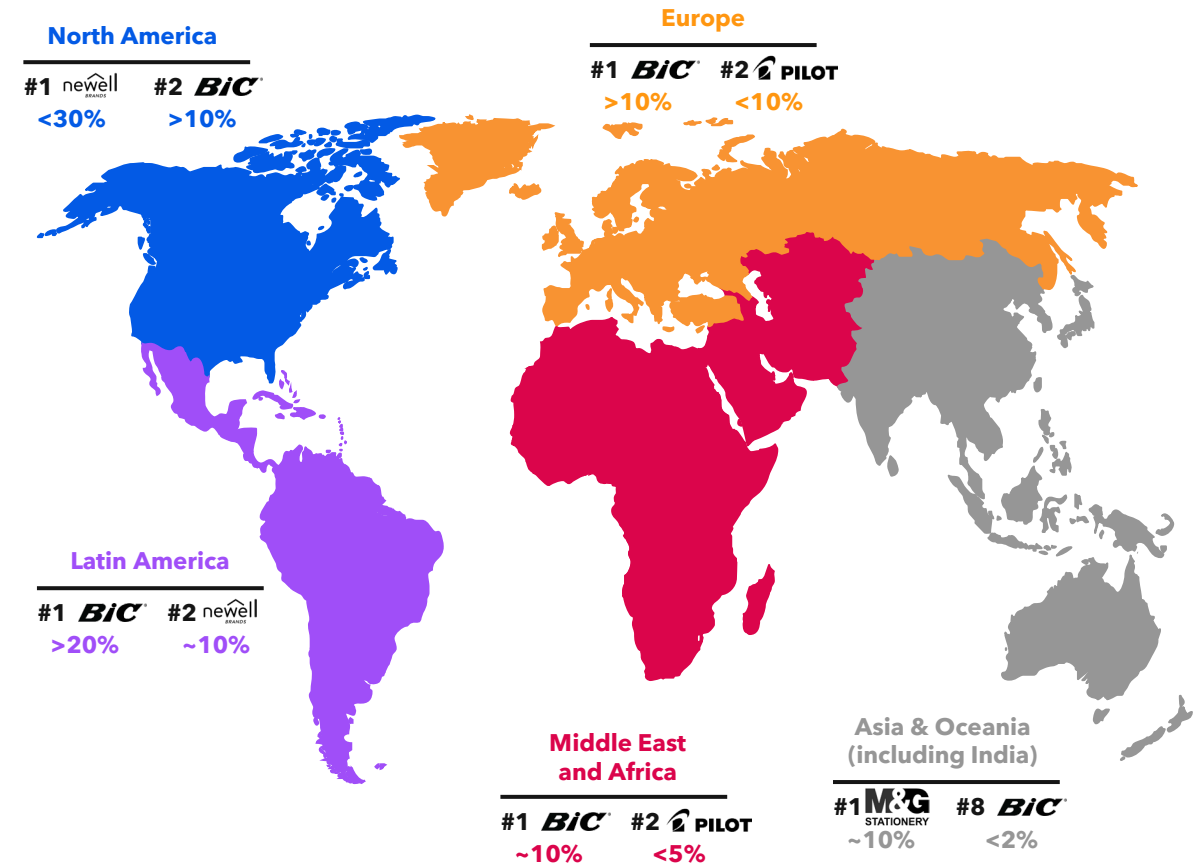 North America
#1 newell BRANDS #2 BiC®
<30% >10%
Europe
#1 BiC® #2 PILOT
>10% <10%
Latin America
#1 BiC® #2 newell BRANDS
>20% ~10%
Middle East
and Africa
#1 BiC® #2 PILOT
~10% <5%
Asia & Oceania
(including India)
#1 M&G STATIONERY #8 BiC®
~10% <2%